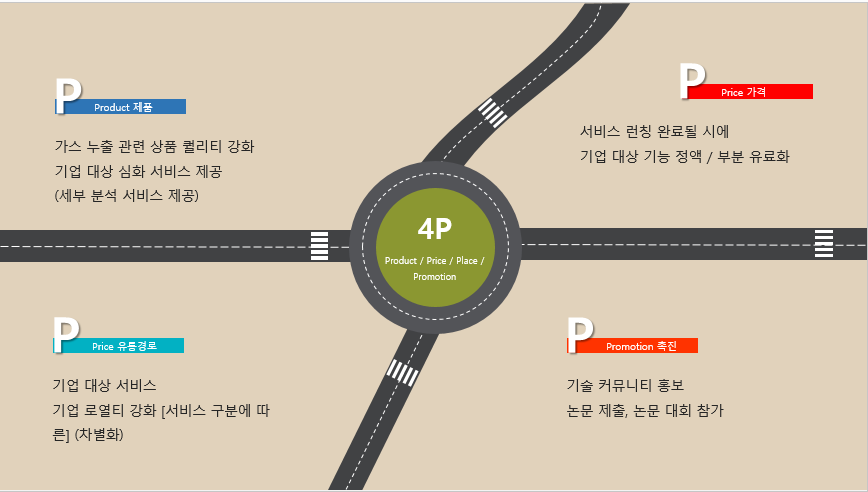 P
Product 제품
가스 누출 관련 상품 퀄리티 강화
기업 대상 심화 서비스 제공
(세부 분석 서비스 제공)
P
Price 가격
서비스 런칭 완료될 시에
기업 대상 기능 정액 / 부분 유료화
4P
Product / Price / Place /
Promotion
P
Price 유통경로
기업 대상 서비스
기업 로열티 강화 [서비스 구분에 따
른] (차별화)
P
Promotion 촉진
기술 커뮤니티 홍보
논문 제출, 논문 대회 참가